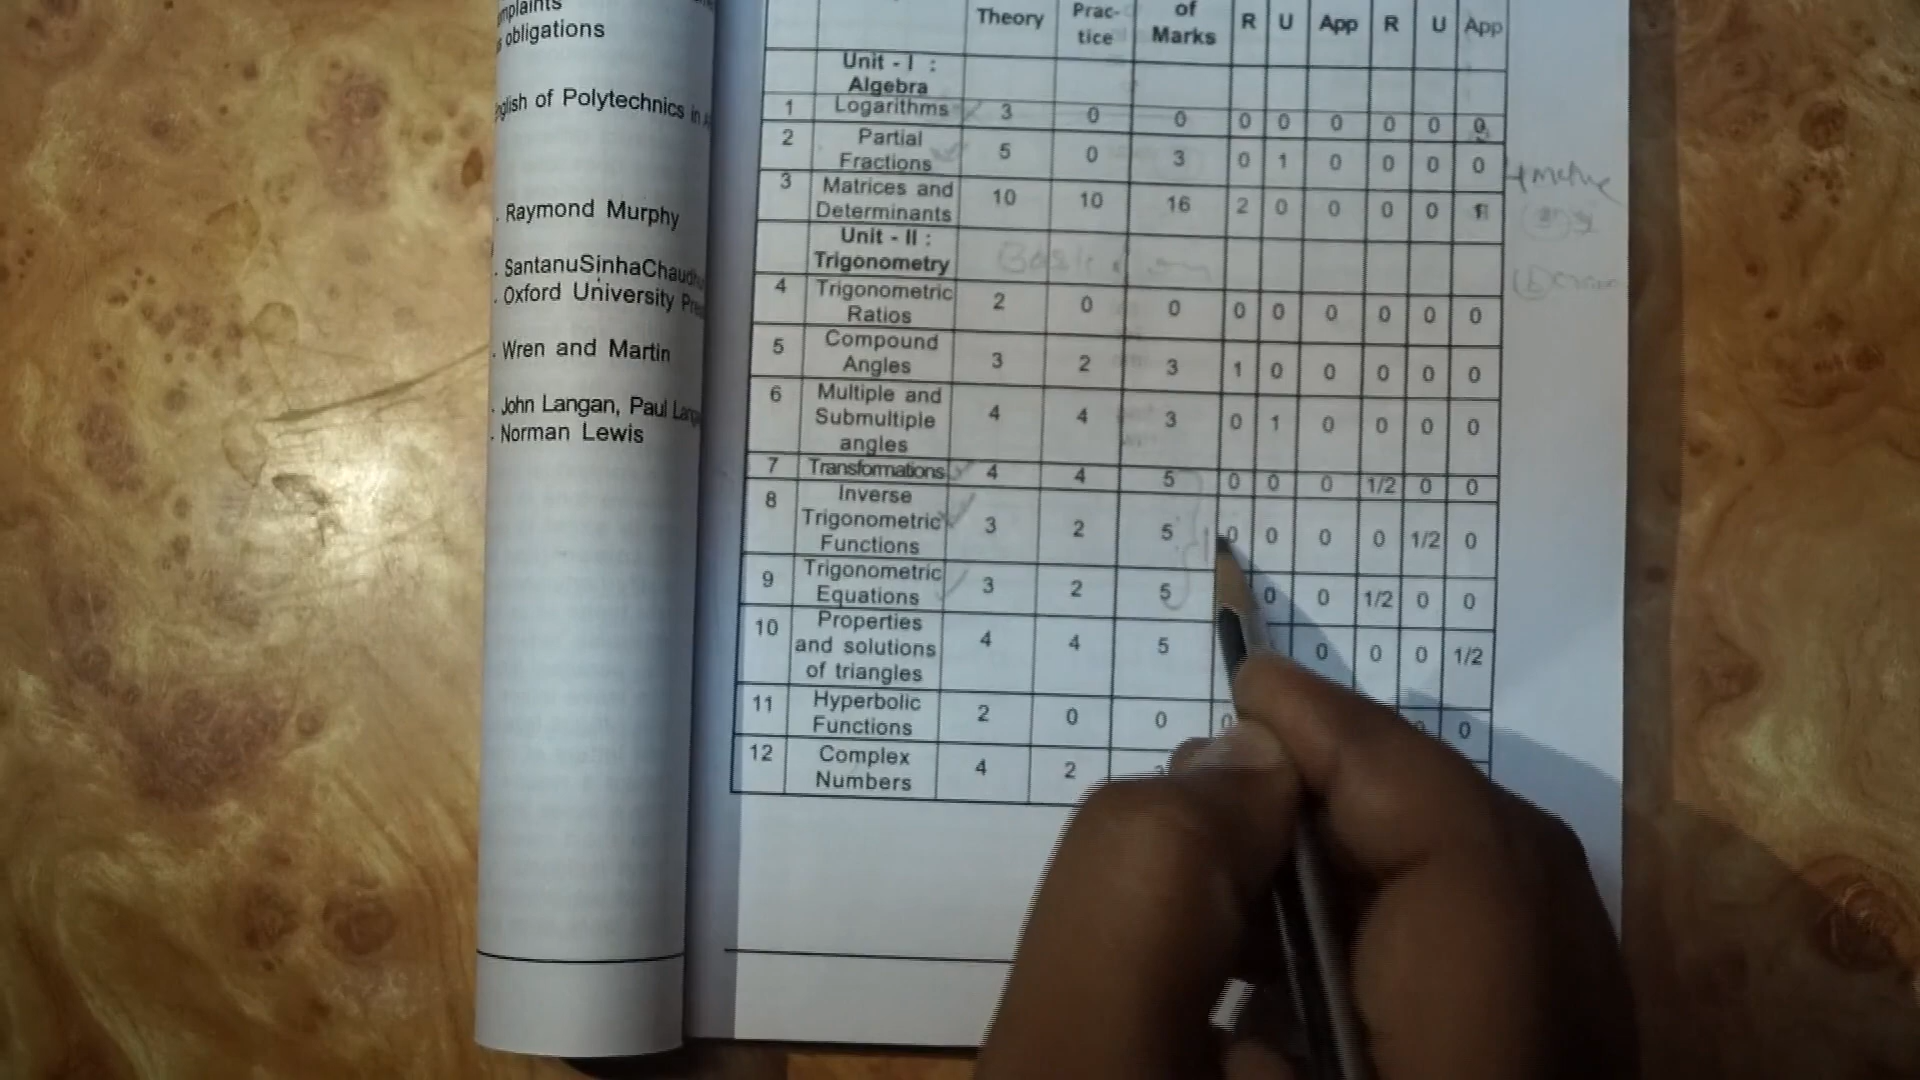 mplaints
s obligations
nglish of Polytechnics in
. Raymond Murphy
. SantanuSinhaChaudh
. Oxford University Pres
. Wren and Martin
. John Langan, Paul Lang
. Norman Lewis
Theory Prac-tice of Marks R U App R U App
Unit - I :
Algebra
1 Logarithms 3 0 0 0 0 0 0 0 0
2 Partial Fractions 5 0 3 0 1 0 0 0 0
3 Matrices and Determinants 10 10 16 2 0 0 0 0 1
Unit - II :
Trigonometry
4 Trigonometric Ratios 2 0 0 0 0 0 0 0 0
5 Compound Angles 3 2 3 1 0 0 0 0 0
6 Multiple and Submultiple angles 4 4 3 0 1 0 0 0 0
7 Transformations 4 4 5 0 0 0 1/2 0 0
8 Inverse Trigonometric Functions 3 2 5 0 0 0 0 1/2 0
9 Trigonometric Equations 3 2 5 0 0 1/2 0 0
10 Properties and solutions of triangles 4 4 5 0 0 0 1/2
11 Hyperbolic Functions 2 0 0 0 0
12 Complex Numbers 4 2